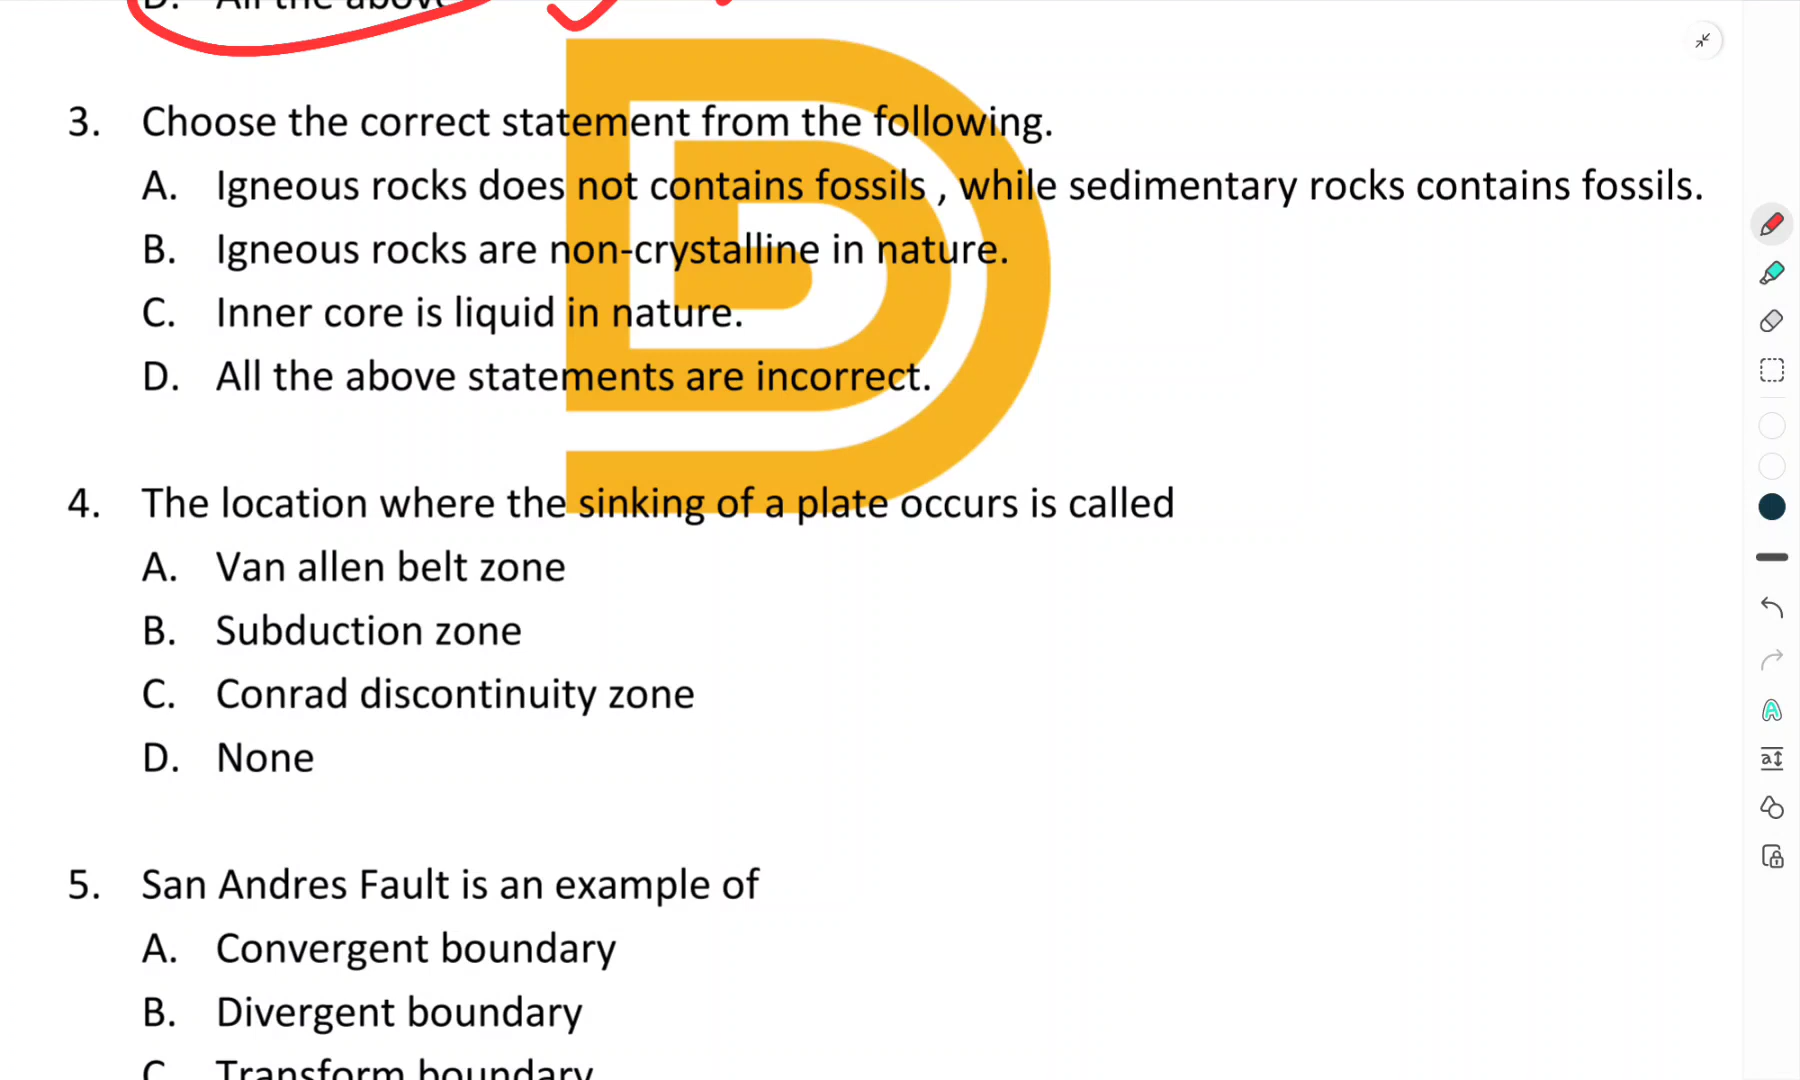 D. All the above
3. Choose the correct statement from the following.
A. Igneous rocks does not contains fossils , while sedimentary rocks contains fossils.
B. Igneous rocks are non-crystalline in nature.
C. Inner core is liquid in nature.
D. All the above statements are incorrect.
4. The location where the sinking of a plate occurs is called
A. Van allen belt zone
B. Subduction zone
C. Conrad discontinuity zone
D. None
5. San Andres Fault is an example of
A. Convergent boundary
B. Divergent boundary
C Transform boundary